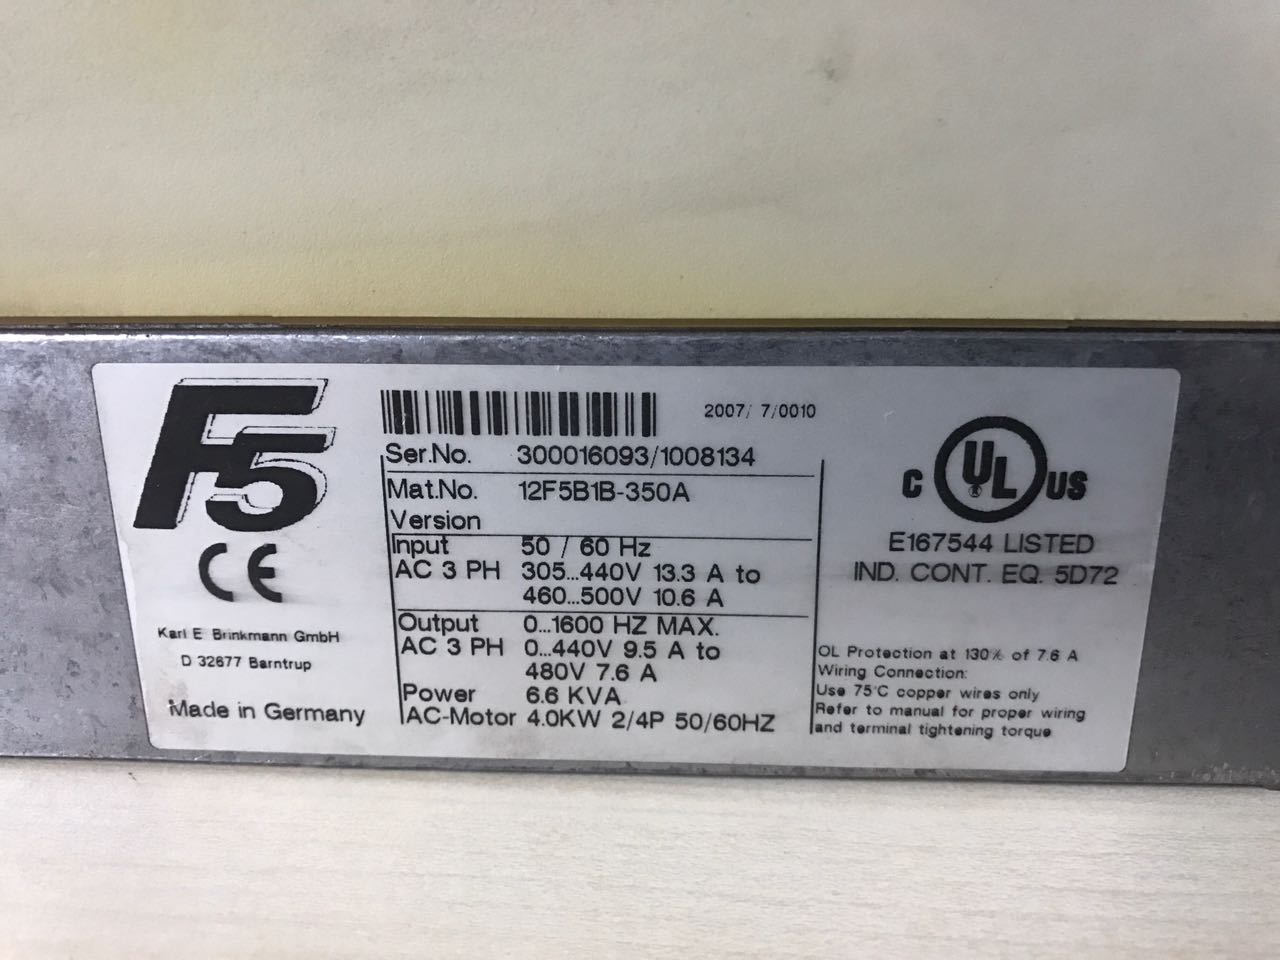 F5
CE
Karl E. Brinkmann GmbH
D 32677 Barntrup
Made in Germany
2007/ 7/0010
Ser.No. 300016093/1008134
Mat.No. 12F5B1B-350A
Version
Input 50 / 60 Hz
AC 3 PH 305...440V 13.3 A to
460...500V 10.6 A
Output 0...1600 HZ MAX.
AC 3 PH 0...440V 9.5 A to
480V 7.6 A
Power 6.6 KVA
AC-Motor 4.0KW 2/4P 50/60HZ
C UL® US
E167544 LISTED
IND. CONT. EQ. 5D72
OL Protection at 130% of 7.6 A
Wiring Connection:
Use 75°C copper wires only
Refer to manual for proper wiring
and terminal tightening torque